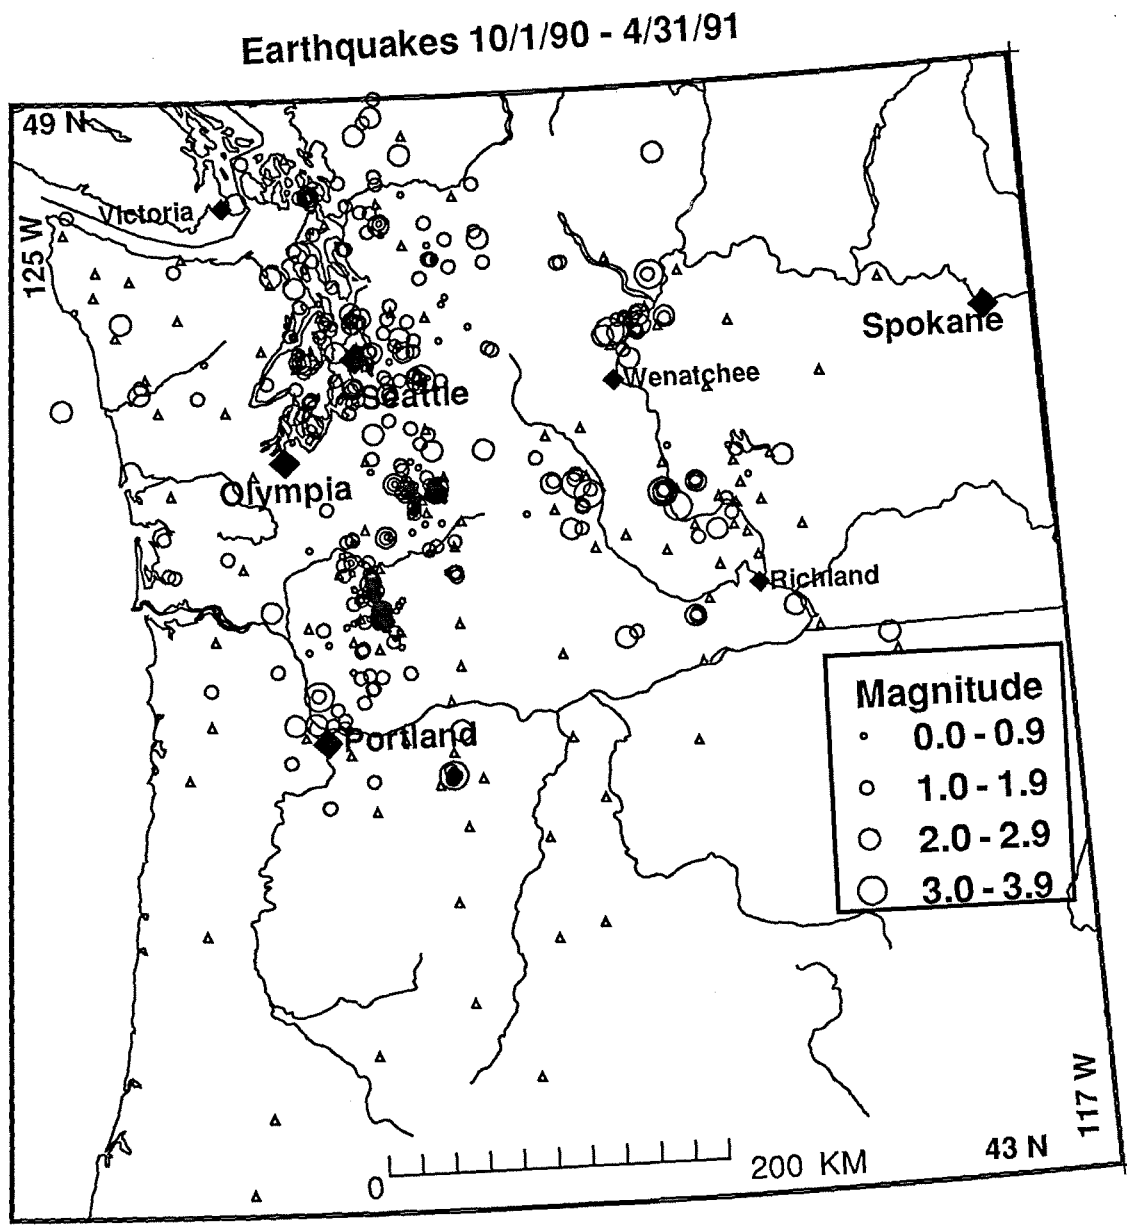 Earthquakes 10/1/90 - 4/31/91
49 N
Victoria
125 W
Spokane
Wenatchee
Seattle
Olympia
Richland
Magnitude
0.0 - 0.9
1.0 - 1.9
2.0 - 2.9
3.0 - 3.9
Portland
117 W
43 N
0
200 KM